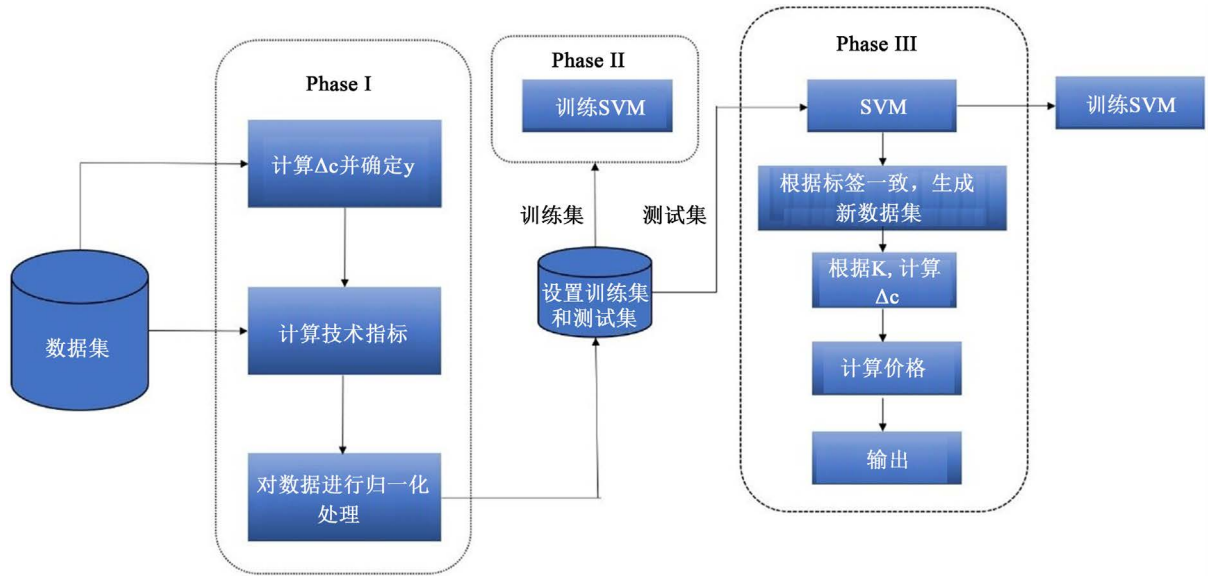 Phase I
计算Δc并确定y
计算技术指标
对数据进行归一化
处理
数据集
Phase II
训练SVM
训练集
测试集
设置训练集
和测试集
Phase III
SVM
根据标签一致，生成
新数据集
根据K, 计算
Δc
计算价格
输出
训练SVM